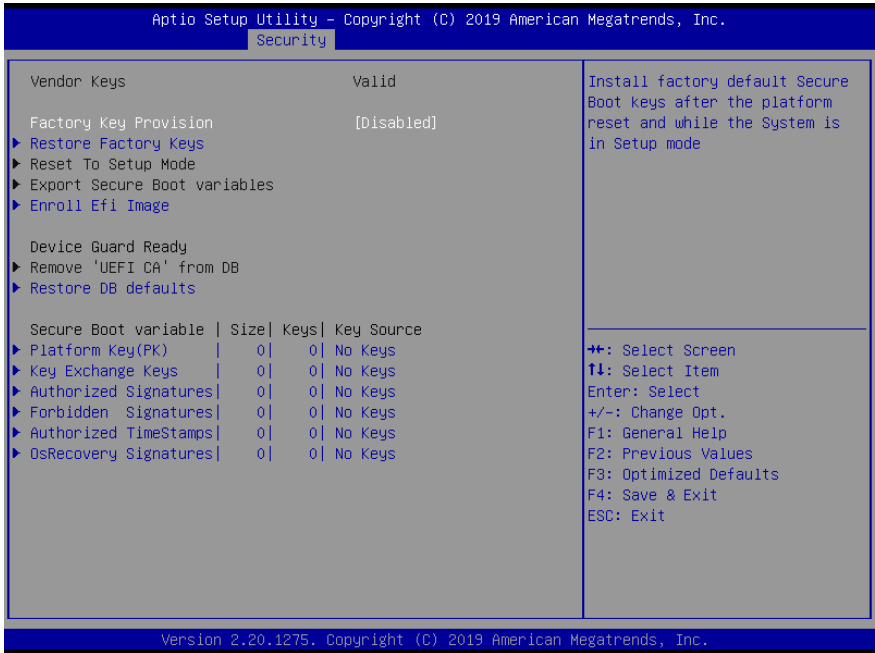 Aptio Setup Utility – Copyright (C) 2019 American Megatrends, Inc.
Security
Vendor Keys Valid
Factory Key Provision [Disabled]
Restore Factory Keys
Reset To Setup Mode
Export Secure Boot variables
Enroll Efi Image
Device Guard Ready
Remove 'UEFI CA' from DB
Restore DB defaults
Secure Boot variable | Size| Keys| Key Source
Platform Key(PK) | 0| 0| No Keys
Key Exchange Keys | 0| 0| No Keys
Authorized Signatures| 0| 0| No Keys
Forbidden Signatures| 0| 0| No Keys
Authorized TimeStamps| 0| 0| No Keys
OsRecovery Signatures| 0| 0| No Keys
Install factory default Secure
Boot keys after the platform
reset and while the System is
in Setup mode
→←: Select Screen
↑↓: Select Item
Enter: Select
+/-: Change Opt.
F1: General Help
F2: Previous Values
F3: Optimized Defaults
F4: Save & Exit
ESC: Exit
Version 2.20.1275. Copyright (C) 2019 American Megatrends, Inc.